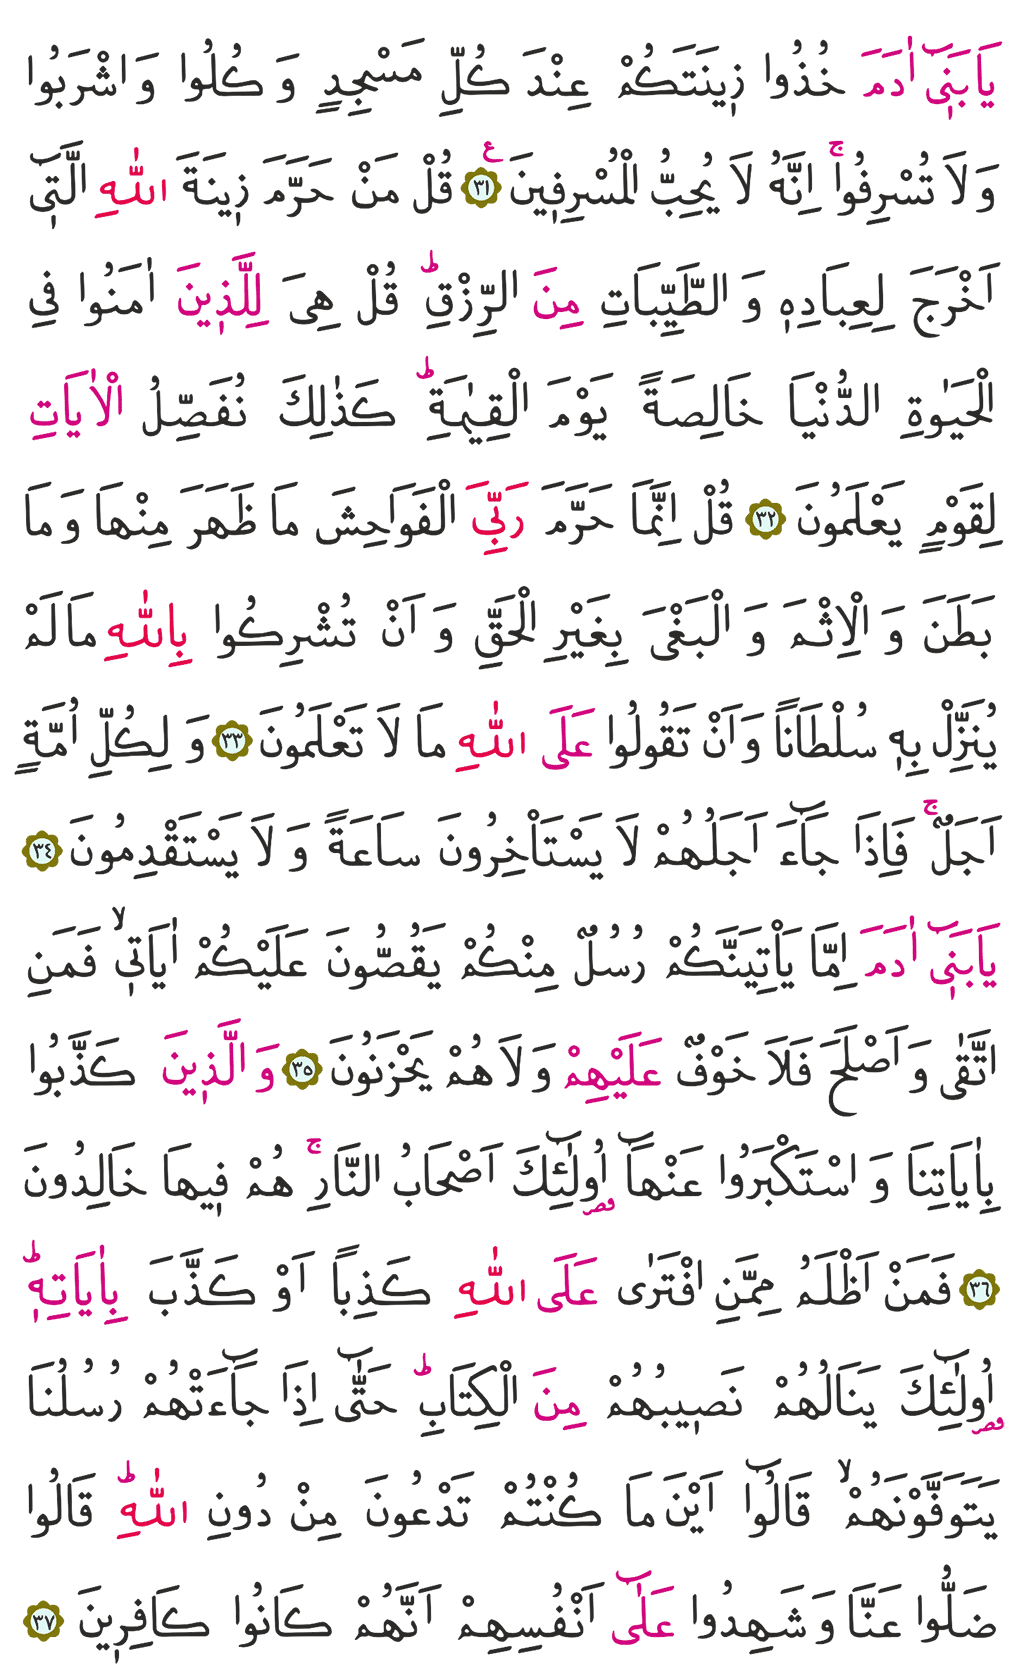 يَا بَنٖٓي اٰدَمَ خُذُوا زٖينَتَكُمْ عِنْدَ كُلِّ مَسْجِدٍ وَ كُلُوا وَ اشْرَبُوا
وَ لَا تُسْرِفُواۚ اِنَّهُ لَا يُحِبُّ الْمُسْرِفٖينَ ﴿٣١﴾ ع قُلْ مَنْ حَرَّمَ زٖينَةَ اللّٰهِ الَّتٖٓي
اَخْرَجَ لِعِبَادِهٖ وَ الطَّيِّبَاتِ مِنَ الرِّزْقِؕ قُلْ هِىَ لِلَّذٖينَ اٰمَنُوا فِي
الْحَيٰوةِ الدُّنْيَا خَالِصَةً يَوْمَ الْقِيٰمَةِؕ كَذٰلِكَ نُفَصِّلُ الْاٰيَاتِ
لِقَوْمٍ يَعْلَمُونَ ﴿٣٢﴾ قُلْ اِنَّمَا حَرَّمَ رَبِّيَ الْفَوَاحِشَ مَا ظَهَرَ مِنْهَا وَ مَا
بَطَنَ وَ الْاِثْمَ وَ الْبَغْىَ بِغَيْرِ الْحَقِّ وَ اَنْ تُشْرِكُوا بِاللّٰهِ مَا لَمْ
يُنَزِّلْ بِهٖ سُلْطَانًا وَ اَنْ تَقُولُوا عَلَى اللّٰهِ مَا لَا تَعْلَمُونَ ﴿٣٣﴾ وَ لِكُلِّ اُمَّةٍ
اَجَلٌۚ فَاِذَا جَٓاءَ اَجَلُهُمْ لَا يَسْتَاْخِرُونَ سَاعَةً وَ لَا يَسْتَقْدِمُونَ ﴿٣٤﴾
يَا بَنٖٓي اٰدَمَ اِمَّا يَاْتِيَنَّكُمْ رُسُلٌ مِنْكُمْ يَقُصُّونَ عَلَيْكُمْ اٰيَاتٖيۙ فَمَنِ
اتَّقٰى وَ اَصْلَحَ فَلَا خَوْفٌ عَلَيْهِمْ وَ لَا هُمْ يَحْزَنُونَ ﴿٣٥﴾ وَ الَّذٖينَ كَذَّبُوا
بِاٰيَاتِنَا وَ اسْتَكْبَرُوا عَنْهَٓا اُو۬لٰٓئِكَ اَصْحَابُ النَّارِۚ هُمْ فٖيهَا خَالِدُونَ
﴿٣٦﴾ فَمَنْ اَظْلَمُ مِمَّنِ افْتَرٰى عَلَى اللّٰهِ كَذِبًا اَوْ كَذَّبَ بِاٰيَاتِهٖؕ
اُو۬لٰٓئِكَ يَنَالُهُمْ نَصٖيبُهُمْ مِنَ الْكِتَابِؕ حَتّٰٓى اِذَا جَٓاءَتْهُمْ رُسُلُنَا
يَتَوَفَّوْنَهُمْۙ قَالُٓوا اَيْنَ مَا كُنْتُمْ تَدْعُونَ مِنْ دُونِ اللّٰهِؕ قَالُوا
ضَلُّوا عَنَّا وَ شَهِدُوا عَلٰٓى اَنْفُسِهِمْ اَنَّهُمْ كَانُوا كَافِرٖينَ ﴿٣٧﴾